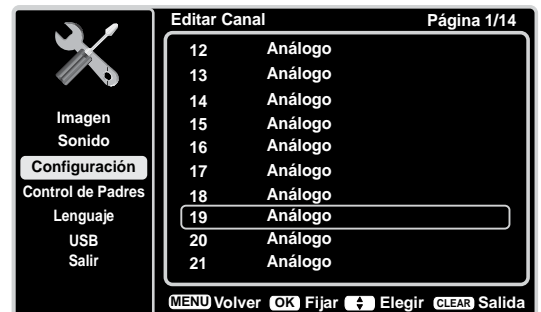 Imagen
Sonido
Configuración
Control de Padres
Lenguaje
USB
Salir
Editar Canal Página 1/14
12 Análogo
13 Análogo
14 Análogo
15 Análogo
16 Análogo
17 Análogo
18 Análogo
19 Análogo
20 Análogo
21 Análogo
MENU Volver OK Fijar Elegir CLEAR Salida